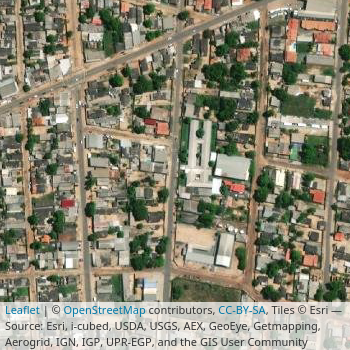 Leaflet | © OpenStreetMap contributors, CC-BY-SA, Tiles © Esri —
Source: Esri, i-cubed, USDA, USGS, AEX, GeoEye, Getmapping,
Aerogrid, IGN, IGP, UPR-EGP, and the GIS User Community